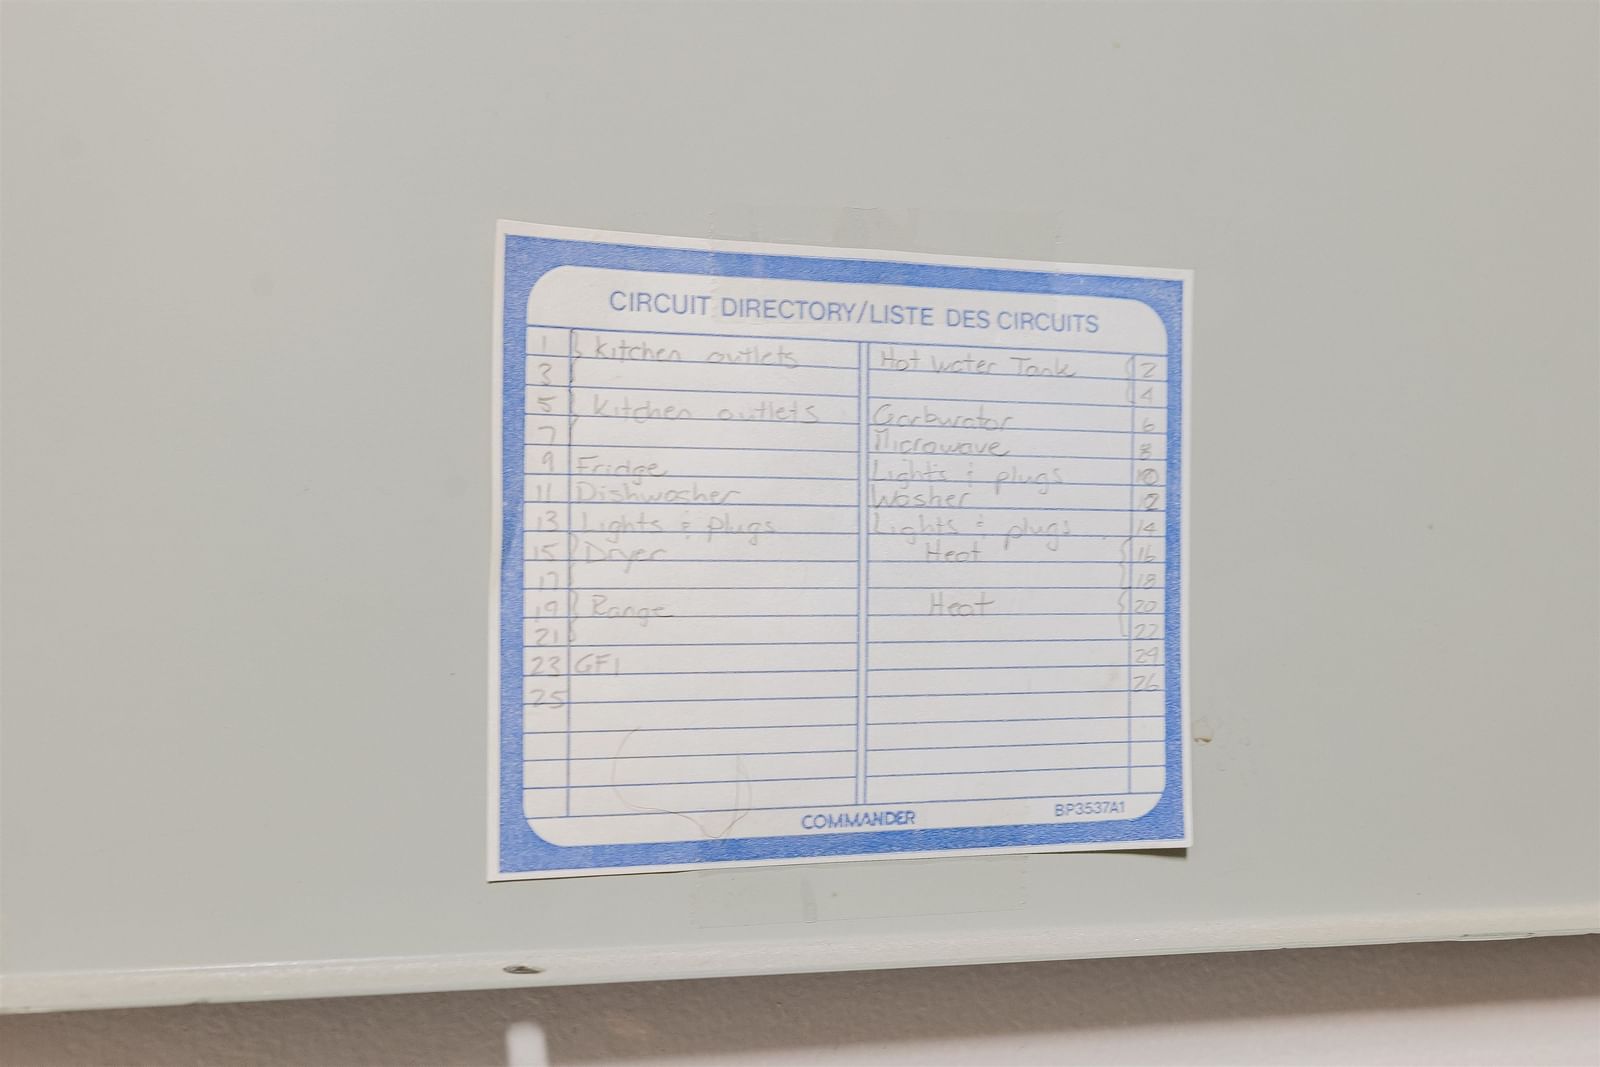 CIRCUIT DIRECTORY/LISTE DES CIRCUITS
1 Kitchen outlets Hot Water Tank 2
3 4
5 Kitchen outlets Garburator 6
7 Microwave 8
9 Fridge Lights & plugs 10
11 Dishwasher Washer 12
13 Lights & plugs Lights & plugs 14
15 Dryer Heat 16
17 18
19 Range Heat 20
21 22
23 GFI 24
25 26
COMMANDER BP3537A1